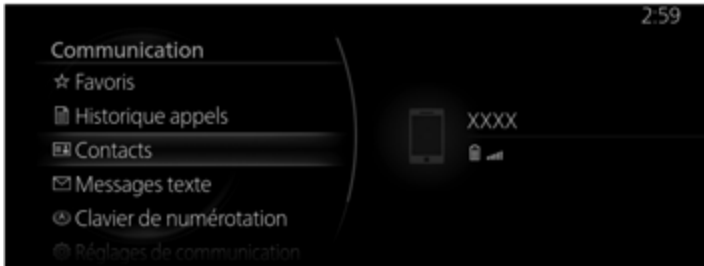 2:59
Communication
Favoris
Historique appels
Contacts
Messages texte
Clavier de numérotation
Réglages de communication
XXXX